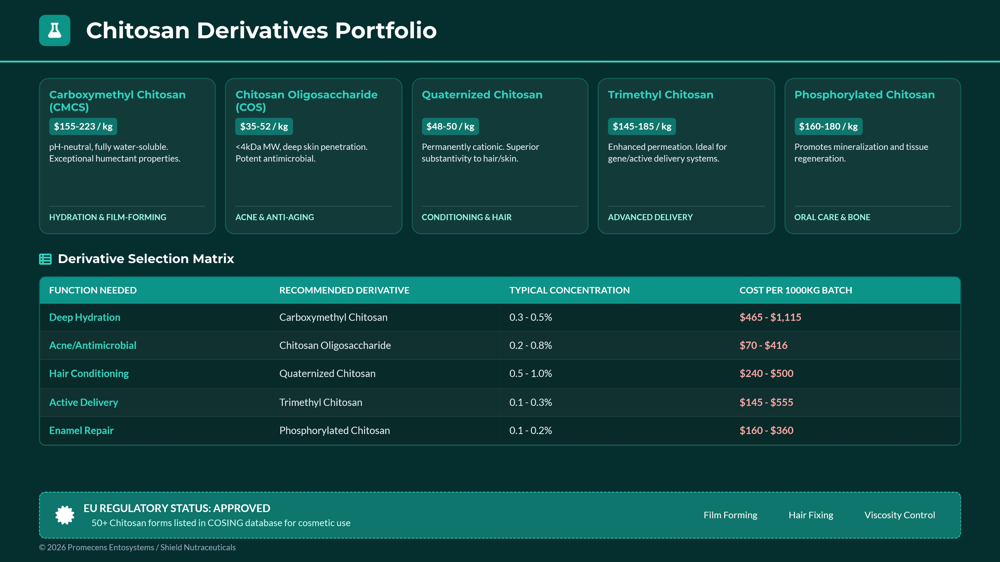 Chitosan Derivatives Portfolio
Carboxymethyl Chitosan
(CMCS)
$155-223 / kg
pH-neutral, fully water-soluble.
Exceptional humectant properties.
HYDRATION & FILM-FORMING
Chitosan Oligosaccharide
(COS)
$35-52 / kg
<4kDa MW, deep skin penetration.
Potent antimicrobial.
ACNE & ANTI-AGING
Quaternized Chitosan
$48-50 / kg
Permanently cationic. Superior
substantivity to hair/skin.
CONDITIONING & HAIR
Trimethyl Chitosan
$145-185 / kg
Enhanced permeation. Ideal for
gene/active delivery systems.
ADVANCED DELIVERY
Phosphorylated Chitosan
$160-180 / kg
Promotes mineralization and tissue
regeneration.
ORAL CARE & BONE
Derivative Selection Matrix
FUNCTION NEEDED RECOMMENDED DERIVATIVE TYPICAL CONCENTRATION COST PER 1000KG BATCH
Deep Hydration Carboxymethyl Chitosan 0.3 - 0.5% $465 - $1,115
Acne/Antimicrobial Chitosan Oligosaccharide 0.2 - 0.8% $70 - $416
Hair Conditioning Quaternized Chitosan 0.5 - 1.0% $240 - $500
Active Delivery Trimethyl Chitosan 0.1 - 0.3% $145 - $555
Enamel Repair Phosphorylated Chitosan 0.1 - 0.2% $160 - $360
EU REGULATORY STATUS: APPROVED
50+ Chitosan forms listed in COSING database for cosmetic use
Film Forming Hair Fixing Viscosity Control
© 2026 Promecens Entosystems / Shield Nutraceuticals